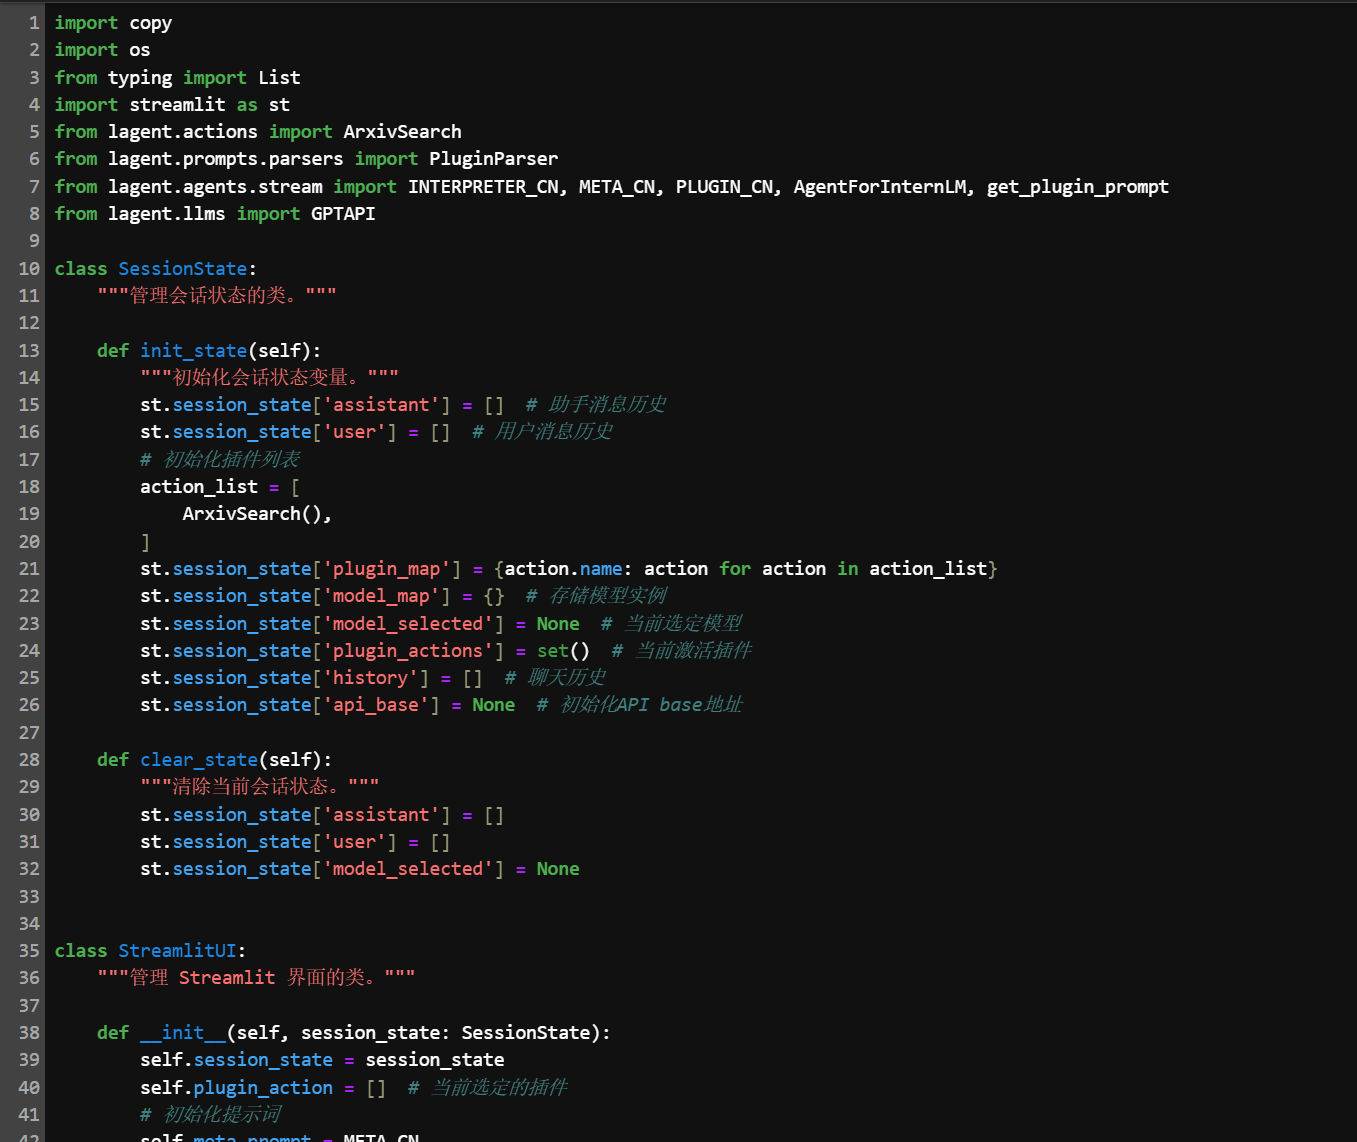 1 import copy
2 import os
3 from typing import List
4 import streamlit as st
5 from lagent.actions import ArxivSearch
6 from lagent.prompts.parsers import PluginParser
7 from lagent.agents.stream import INTERPRETER_CN, META_CN, PLUGIN_CN, AgentForInternLM, get_plugin_prompt
8 from lagent.llms import GPTAPI
9
10 class SessionState:
11     """管理会话状态的类。"""
12
13     def init_state(self):
14         """初始化会话状态变量。"""
15         st.session_state['assistant'] = []  # 助手消息历史
16         st.session_state['user'] = []  # 用户消息历史
17         # 初始化插件列表
18         action_list = [
19             ArxivSearch(),
20         ]
21         st.session_state['plugin_map'] = {action.name: action for action in action_list}
22         st.session_state['model_map'] = {}  # 存储模型实例
23         st.session_state['model_selected'] = None  # 当前选定模型
24         st.session_state['plugin_actions'] = set()  # 当前激活插件
25         st.session_state['history'] = []  # 聊天历史
26         st.session_state['api_base'] = None  # 初始化API base地址
27
28     def clear_state(self):
29         """清除当前会话状态。"""
30         st.session_state['assistant'] = []
31         st.session_state['user'] = []
32         st.session_state['model_selected'] = None
33
34
35 class StreamlitUI:
36     """管理 Streamlit 界面的类。"""
37
38     def __init__(self, session_state: SessionState):
39         self.session_state = session_state
40         self.plugin_action = []  # 当前选定的插件
41         # 初始化提示词
42         self.meta_prompt = META_CN